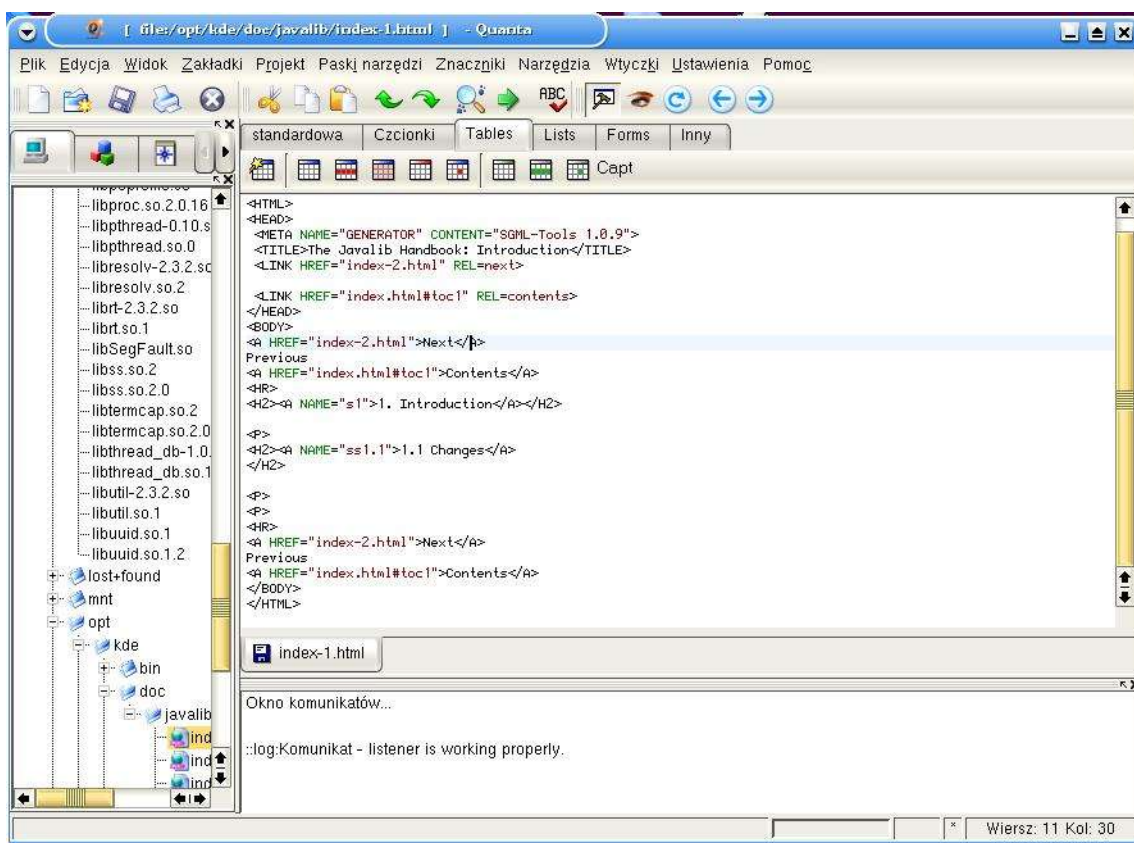 [ file:/opt/kde/doc/javalib/index-1.html ] - Quanta
Plik Edycja Widok Zakładki Projekt Paski narzędzi Znaczniki Narzędzia Wtyczki Ustawienia Pomoc
ABC
standardowa Czcionki Tables Lists Forms Inny
Capt
libproc.so.2.0.16
libpthread-0.10.s
libpthread.so.0
libresolv-2.3.2.so
libresolv.so.2
librt-2.3.2.so
librt.so.1
libSegFault.so
libss.so.2
libss.so.2.0
libtermcap.so.2
libtermcap.so.2.0
libthread_db-1.0.
libthread_db.so.1
libutil-2.3.2.so
libutil.so.1
libuuid.so.1
libuuid.so.1.2
lost+found
mnt
opt
kde
bin
doc
javalib
ind
ind
ind
<HTML>
<HEAD>
<META NAME="GENERATOR" CONTENT="SGML-Tools 1.0.9">
<TITLE>The Javalib Handbook: Introduction</TITLE>
<LINK HREF="index-2.html" REL=next>
<LINK HREF="index.html#toc1" REL=contents>
</HEAD>
<BODY>
<A HREF="index-2.html">Next</A>
Previous
<A HREF="index.html#toc1">Contents</A>
<HR>
<H2><A NAME="s1">1. Introduction</A></H2>
<P>
<H2><A NAME="ss1.1">1.1 Changes</A>
</H2>
<P>
<P>
<HR>
<A HREF="index-2.html">Next</A>
Previous
<A HREF="index.html#toc1">Contents</A>
</BODY>
</HTML>
index-1.html
Okno komunikatów...
::log:Komunikat - listener is working properly.
* Wiersz: 11 Kol: 30